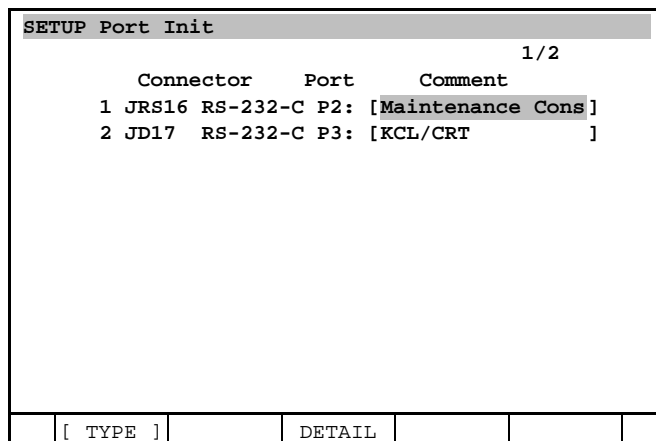 SETUP Port Init
1/2
Connector Port Comment
1 JRS16 RS-232-C P2: [Maintenance Cons]
2 JD17 RS-232-C P3: [KCL/CRT ]
[ TYPE ] DETAIL